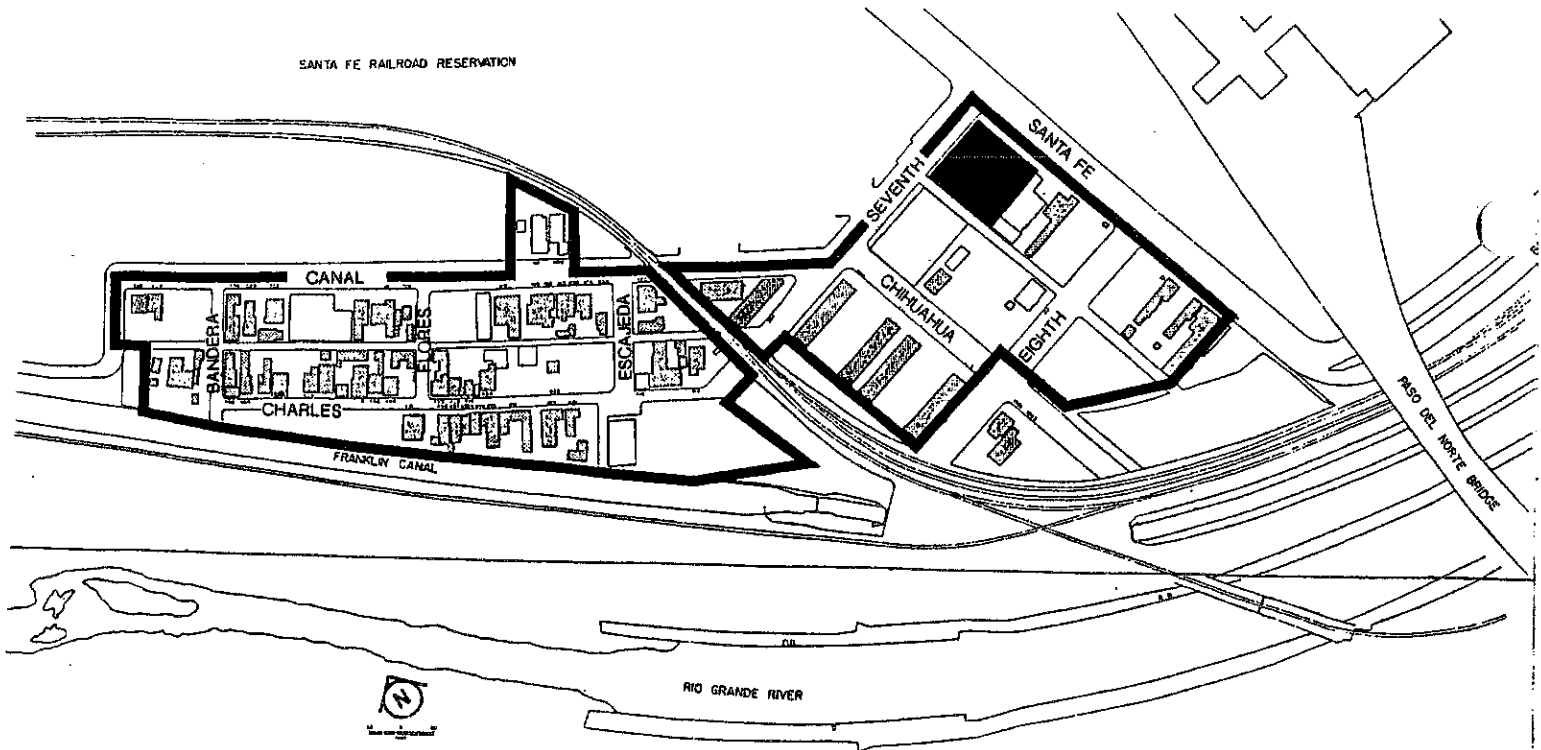 SANTA FE RAILROAD RESERVATION
SANTA FE
SEVENTH
CANAL
CHIHUAHUA
EIGHTH
BANDERA
FLORES
ESCAJEDA
CHARLES
FRANKLIN CANAL
PASO DEL NORTE BRIDGE
RIO GRANDE RIVER
N